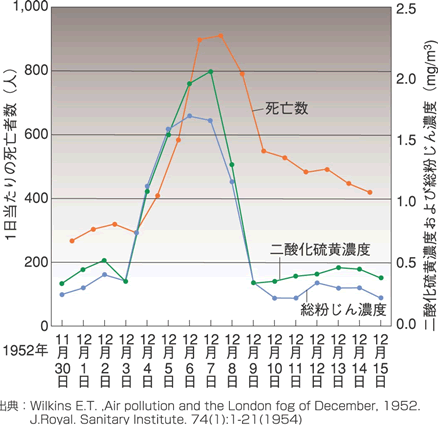 1,000
800
600
400
200
0
1日当たりの死亡者数（人）
2.5
2.0
1.5
1.0
0.5
0.0
二酸化硫黄濃度および総粉じん濃度（mg/m³）
死亡数
二酸化硫黄濃度
総粉じん濃度
1952年
11月30日
12月1日
12月2日
12月3日
12月4日
12月5日
12月6日
12月7日
12月8日
12月9日
12月10日
12月11日
12月12日
12月13日
12月14日
12月15日
出典：Wilkins E.T. ,Air pollution and the London fog of December, 1952.
J.Royal. Sanitary Institute. 74(1):1-21(1954)